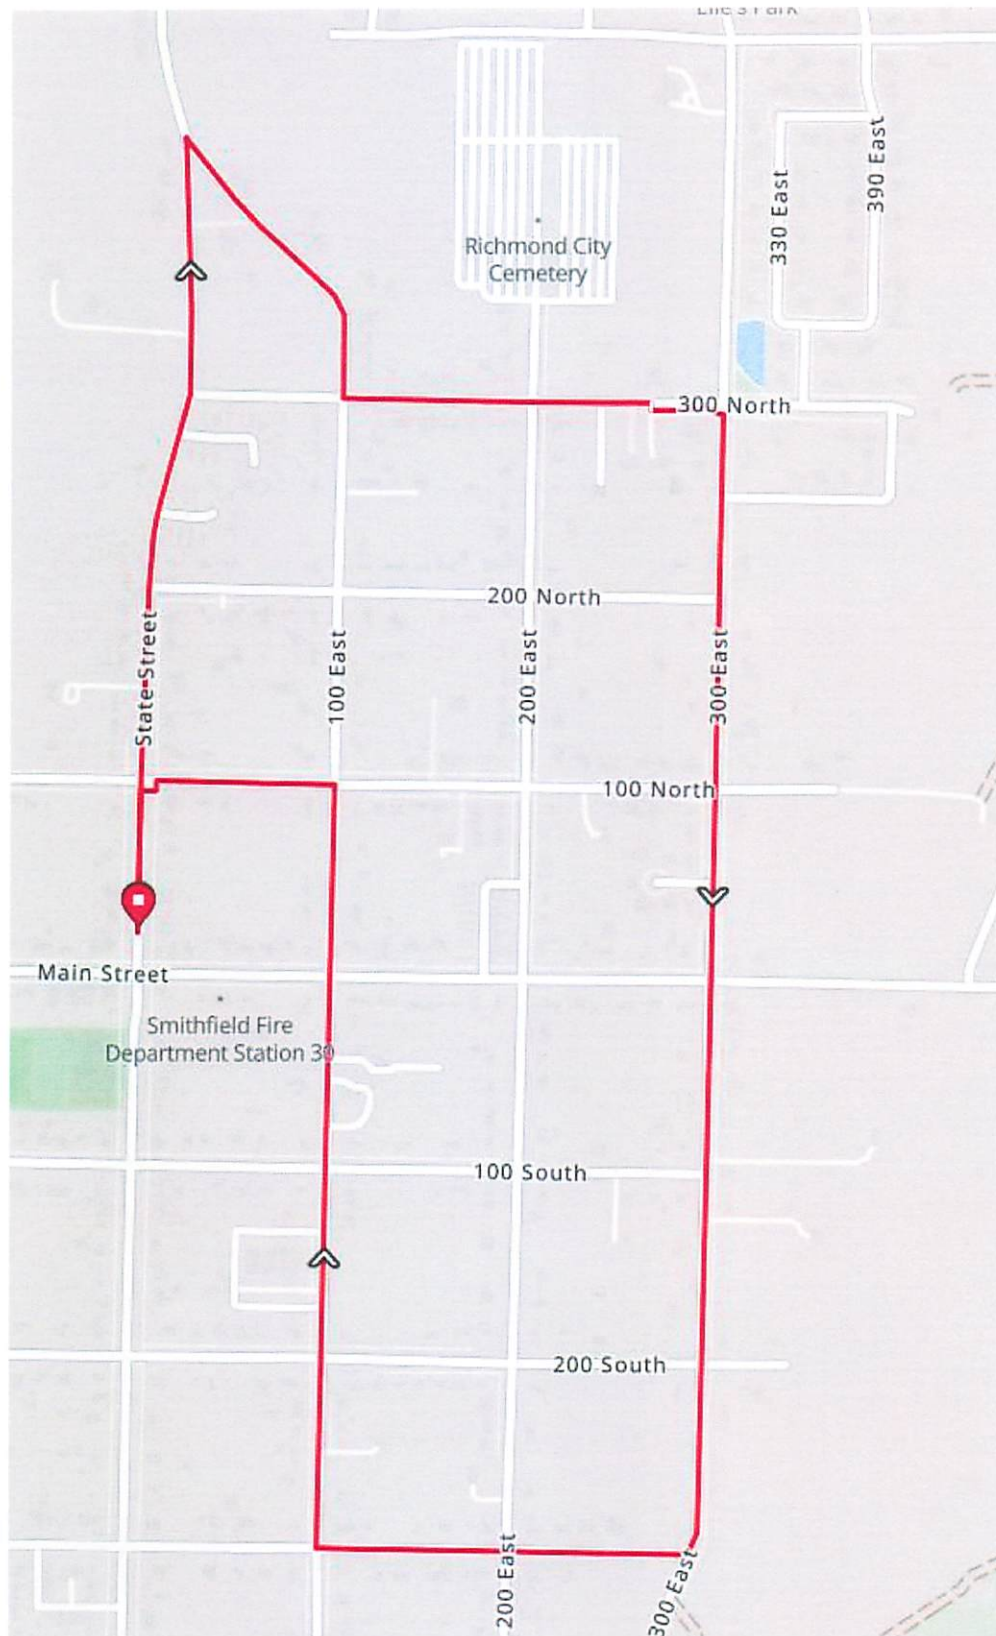 390 East
330 East
Richmond City
Cemetery
300 North
200 North
State Street
100 East
200 East
300 East
100 North
Main Street
Smithfield Fire
Department Station 30
100 South
200 South
200 East
300 East